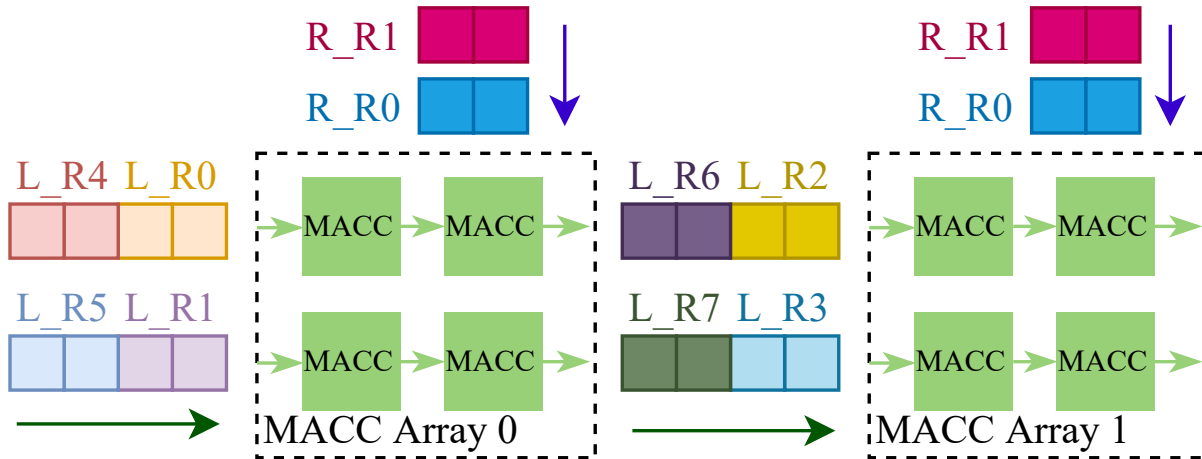 R_R1
R_R1
R_R0
R_R0
L_R4 L_R0
L_R6 L_R2
MACC MACC
MACC MACC
L_R5 L_R1
L_R7 L_R3
MACC MACC
MACC MACC
MACC Array 0
MACC Array 1